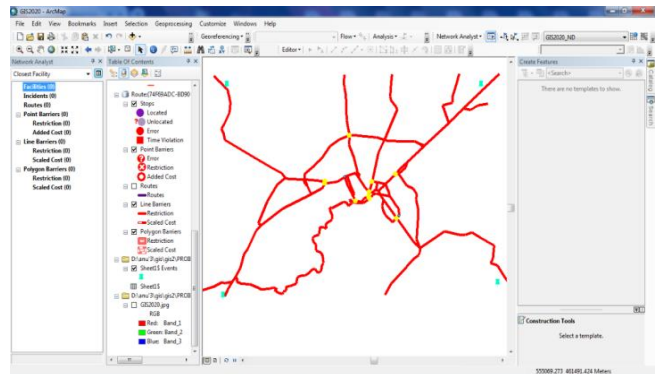 GIS2020 - ArcMap
File Edit View Bookmarks Insert Selection Geoprocessing Customize Windows Help
Georeferencing
Flow Analysis
Network Analyst
GIS2020_ND
Editor
Network Analyst
Closest Facility
Facilities (0)
Incidents (0)
Routes (0)
Point Barriers
Restriction (0)
Added Cost (0)
Line Barriers
Restriction (0)
Scaled Cost (0)
Polygon Barriers
Restriction (0)
Scaled Cost (0)
Table Of Contents
Stops
Located
Unlocated
Error
Time Violation
Point Barriers
Error
Restriction
Added Cost
Routes
Routes
Line Barriers
Restriction
Scaled Cost
Polygon Barriers
Restriction
Scaled Cost
Sheet1$ Events
Sheet1$
GIS2020.jpg
RGB
Red: Band_1
Green: Band_2
Blue: Band_3
Create Features
<Search>
There are no templates to show.
Construction Tools
Select a template.
Catalog
Search
555069.273 461491.424 Meters